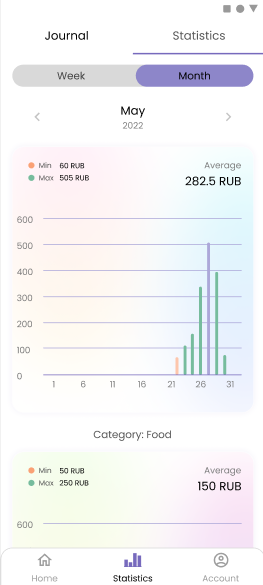 Journal Statistics
Week Month
May
2022
Min 60 RUB Average
Max 505 RUB 282.5 RUB
600
500
400
300
200
100
0
1 6 11 16 21 26 31
Category: Food
Min 50 RUB Average
Max 250 RUB 150 RUB
600
Home Statistics Account